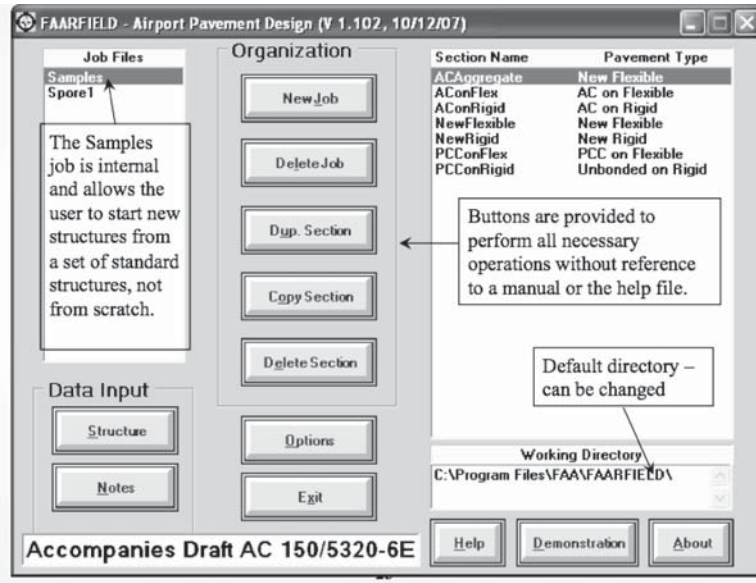 FAARFIELD - Airport Pavement Design (V 1.102, 10/12/07)
Job Files
Samples
Spore1
The Samples
job is internal
and allows the
user to start new
structures from
a set of standard
structures, not
from scratch.
Organization
New Job
Delete Job
Dup. Section
Copy Section
Delete Section
Section Name Pavement Type
ACAggregate New Flexible
AConFlex AC on Flexible
AConRigid AC on Rigid
NewFlexible New Flexible
NewRigid New Rigid
PCConFlex PCC on Flexible
PCConRigid Unbonded on Rigid
Buttons are provided to
perform all necessary
operations without reference
to a manual or the help file.
Default directory –
can be changed
Data Input
Structure
Notes
Options
Exit
Working Directory
C:\Program Files\FAA\FAARFIELD\
Accompanies Draft AC 150/5320-6E
Help
Demonstration
About